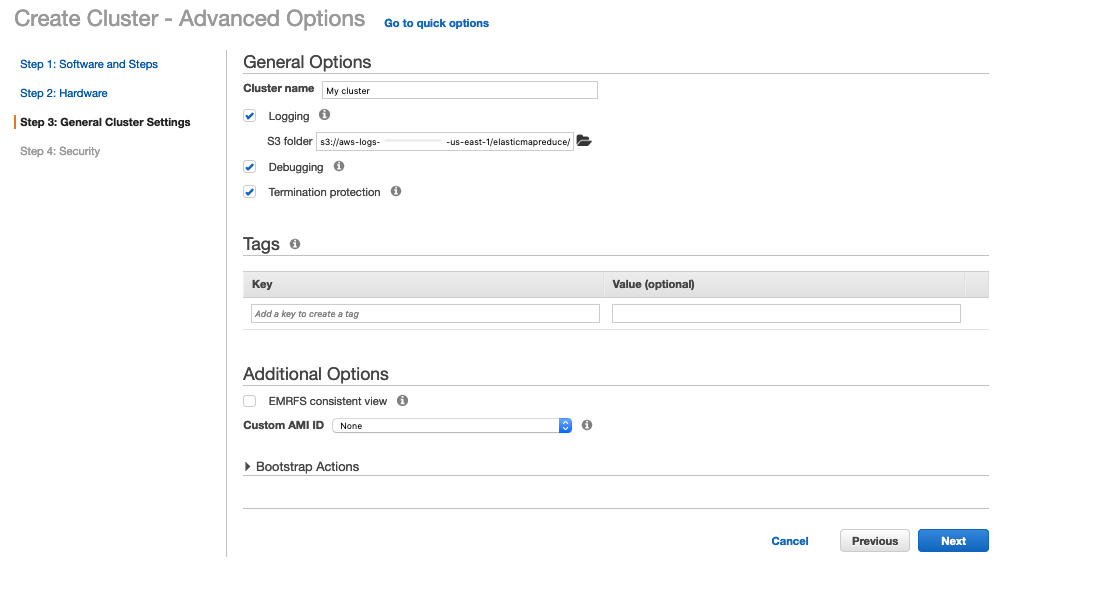 Create Cluster - Advanced Options Go to quick options
Step 1: Software and Steps
Step 2: Hardware
Step 3: General Cluster Settings
Step 4: Security
General Options
Cluster name My cluster
Logging
S3 folder s3://aws-logs- -us-east-1/elasticmapreduce/
Debugging
Termination protection
Tags
Key Value (optional)
Add a key to create a tag
Additional Options
EMRFS consistent view
Custom AMI ID None
Bootstrap Actions
Cancel Previous Next